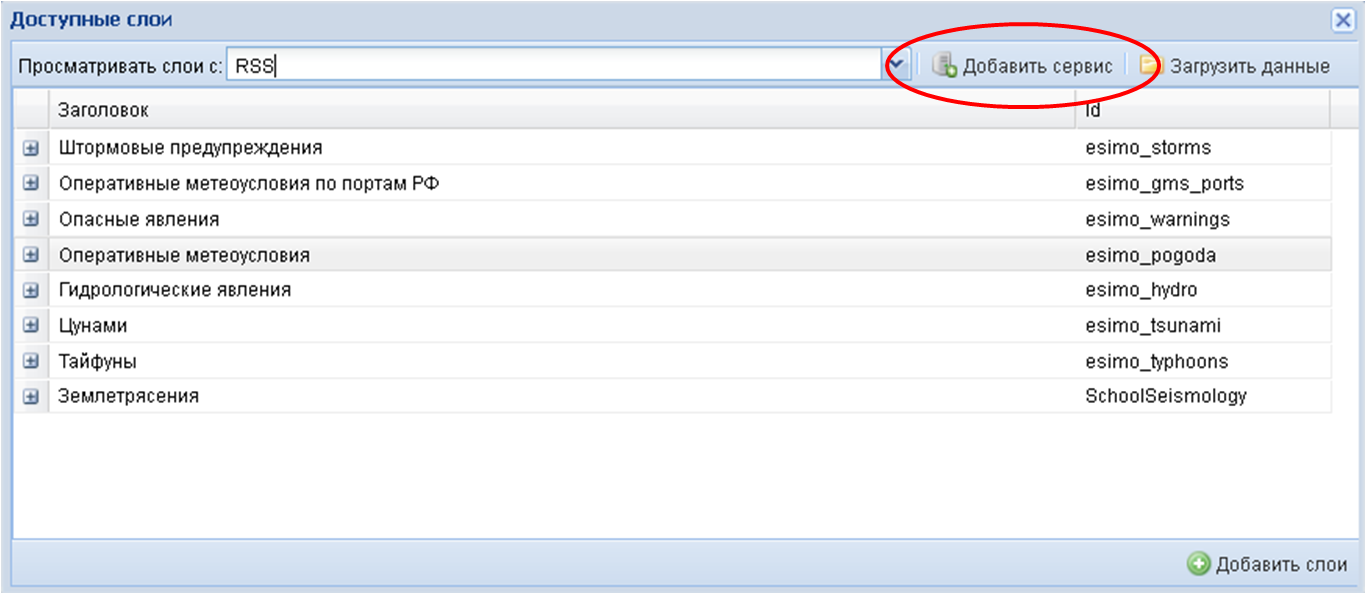 Доступные слои
Просматривать слои с: RSS Добавить сервис Загрузить данные
Заголовок Id
Штормовые предупреждения esimo_storms
Оперативные метеоусловия по портам РФ esimo_gms_ports
Опасные явления esimo_warnings
Оперативные метеоусловия esimo_pogoda
Гидрологические явления esimo_hydro
Цунами esimo_tsunami
Тайфуны esimo_typhoons
Землетрясения SchoolSeismology
Добавить слои